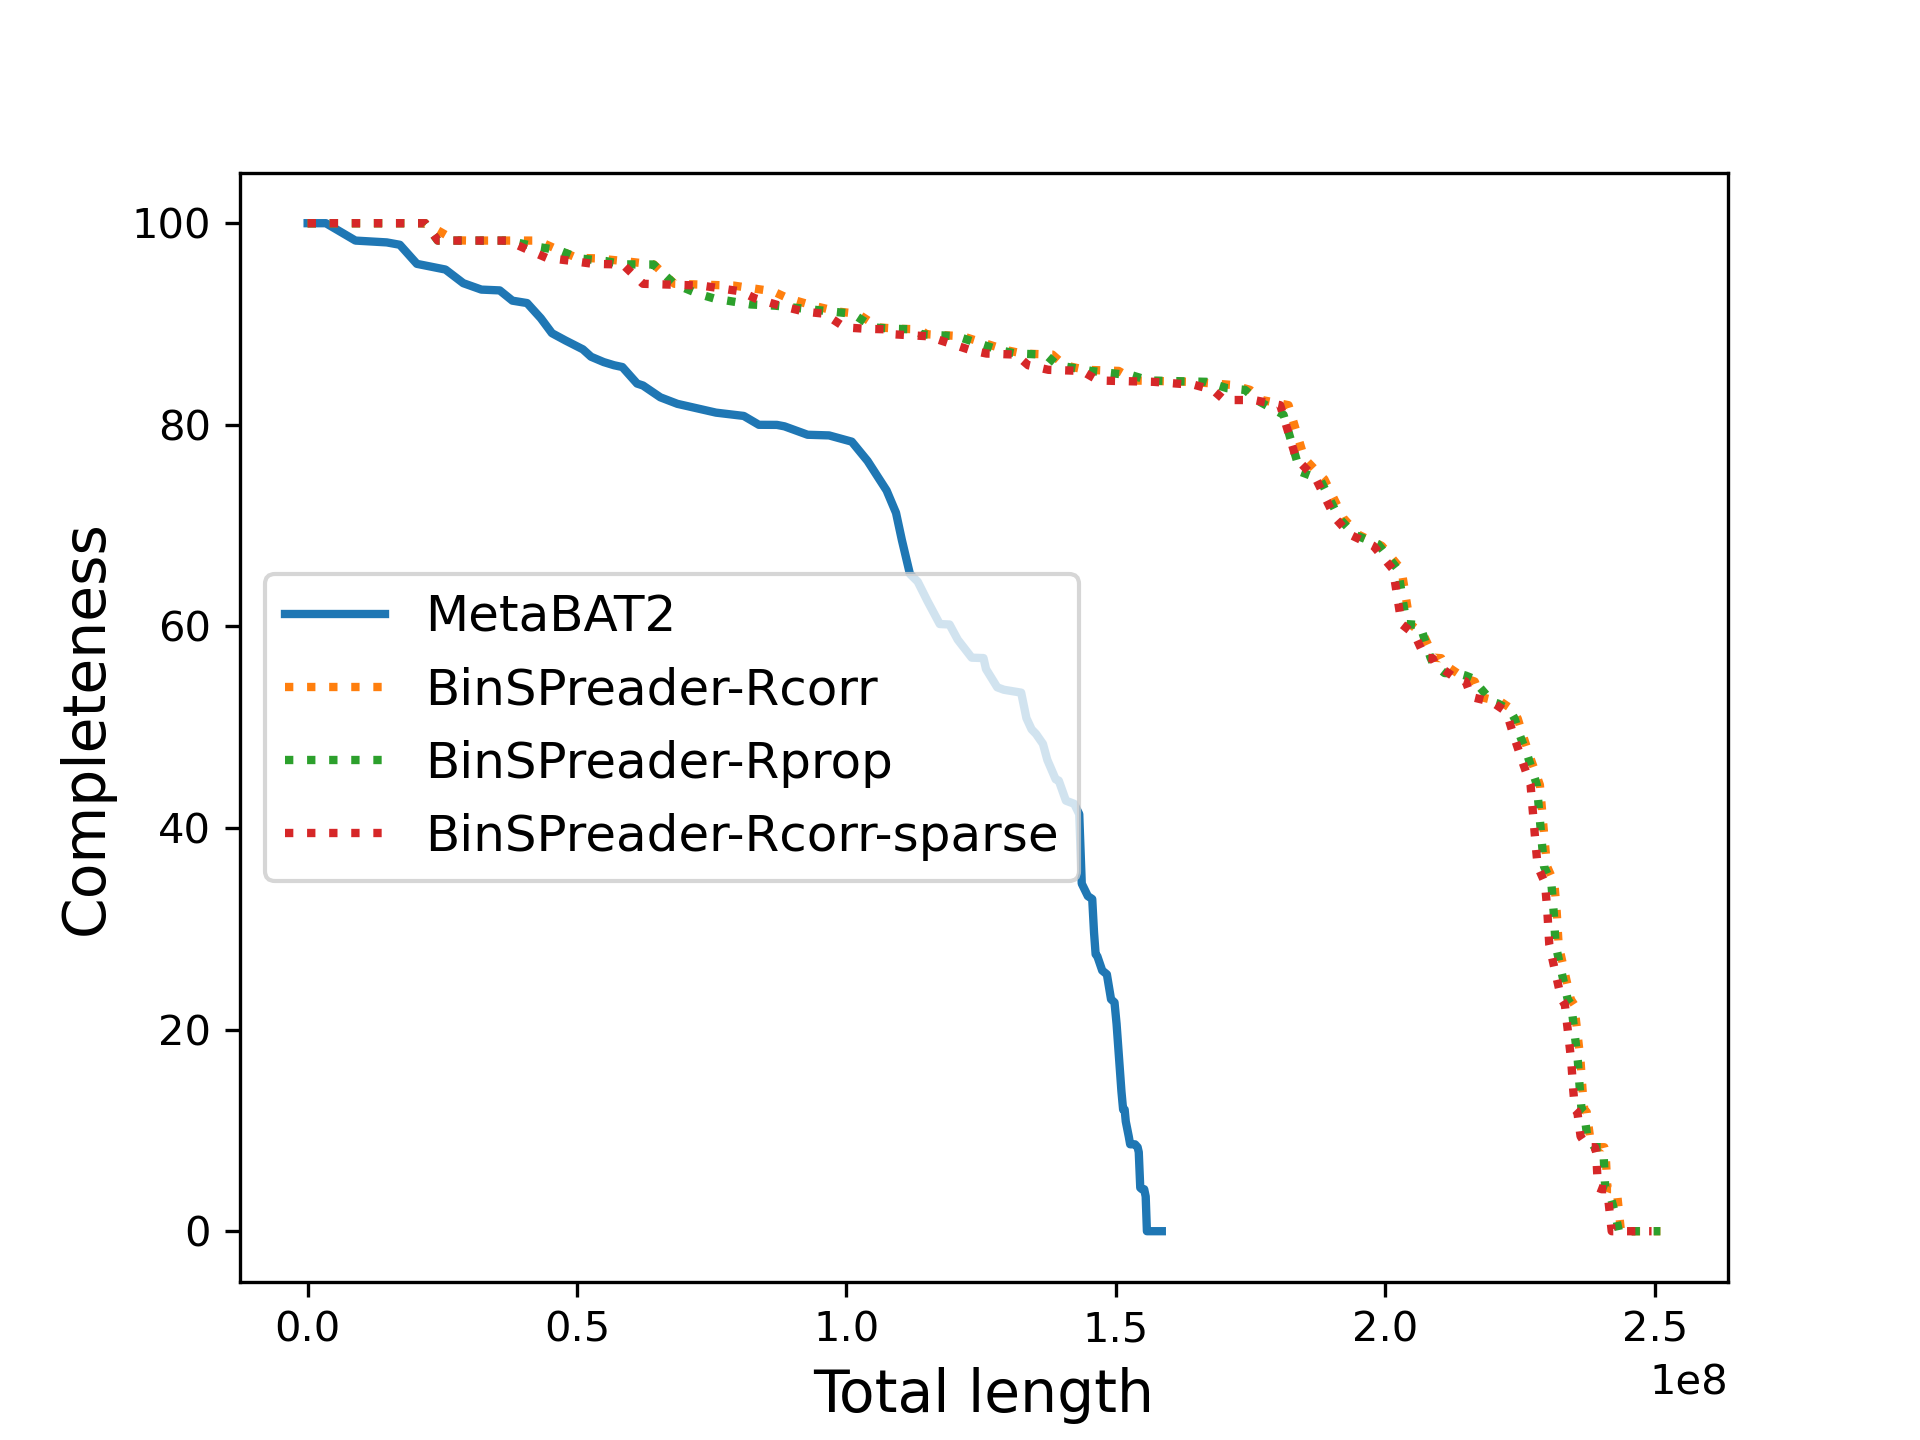 100
80
60
40
20
0
Completeness
MetaBAT2
BinSPreader-Rcorr
BinSPreader-Rprop
BinSPreader-Rcorr-sparse
0.0 0.5 1.0 1.5 2.0 2.5
1e8
Total length